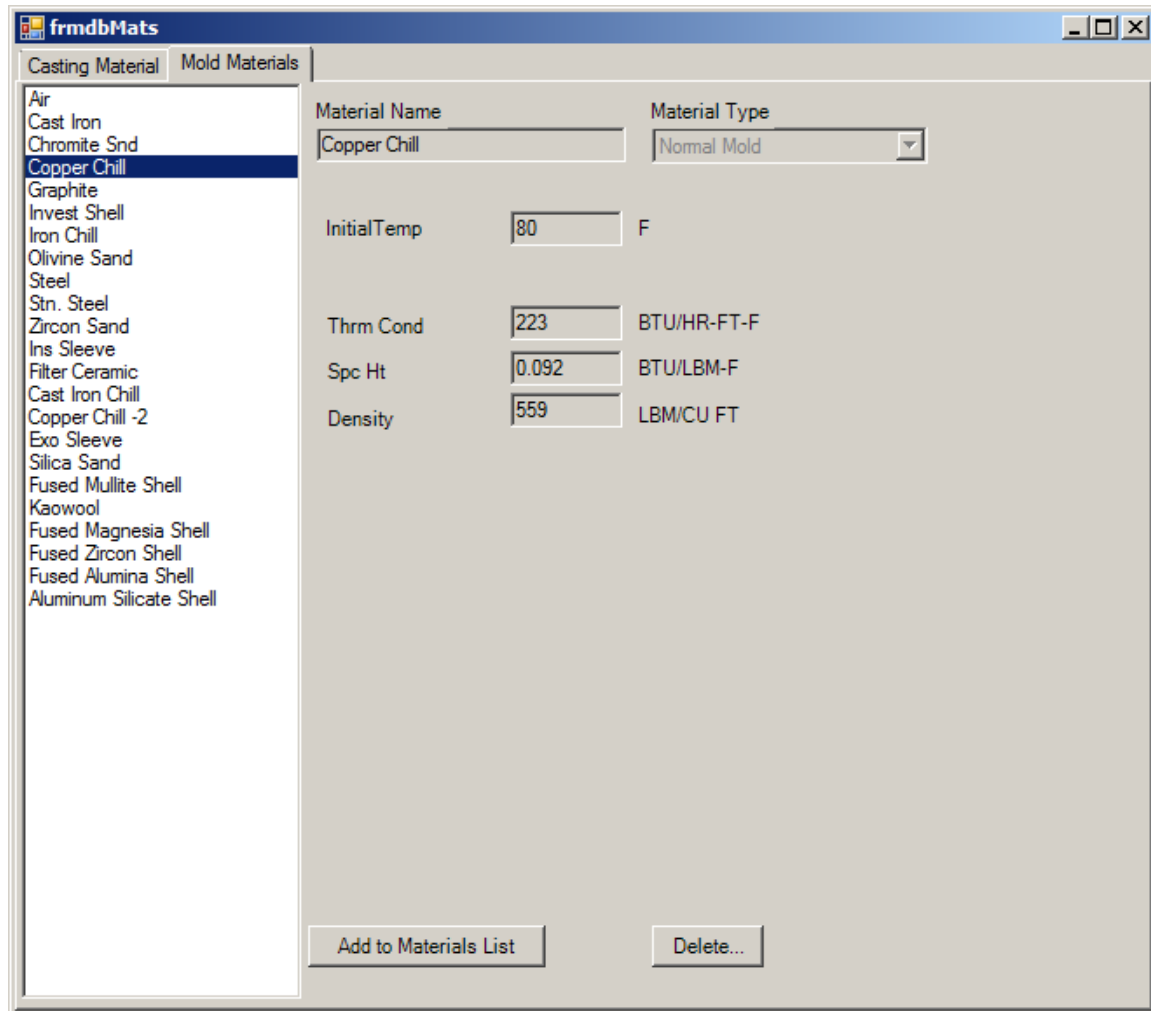 frmdbMats
Casting Material
Mold Materials
Air
Cast Iron
Chromite Snd
Copper Chill
Graphite
Invest Shell
Iron Chill
Olivine Sand
Steel
Stn. Steel
Zircon Sand
Ins Sleeve
Filter Ceramic
Cast Iron Chill
Copper Chill -2
Exo Sleeve
Silica Sand
Fused Mullite Shell
Kaowool
Fused Magnesia Shell
Fused Zircon Shell
Fused Alumina Shell
Aluminum Silicate Shell
Material Name
Material Type
Copper Chill
Normal Mold
InitialTemp 80 F
Thrm Cond 223 BTU/HR-FT-F
Spc Ht 0.092 BTU/LBM-F
Density 559 LBM/CU FT
Add to Materials List
Delete...